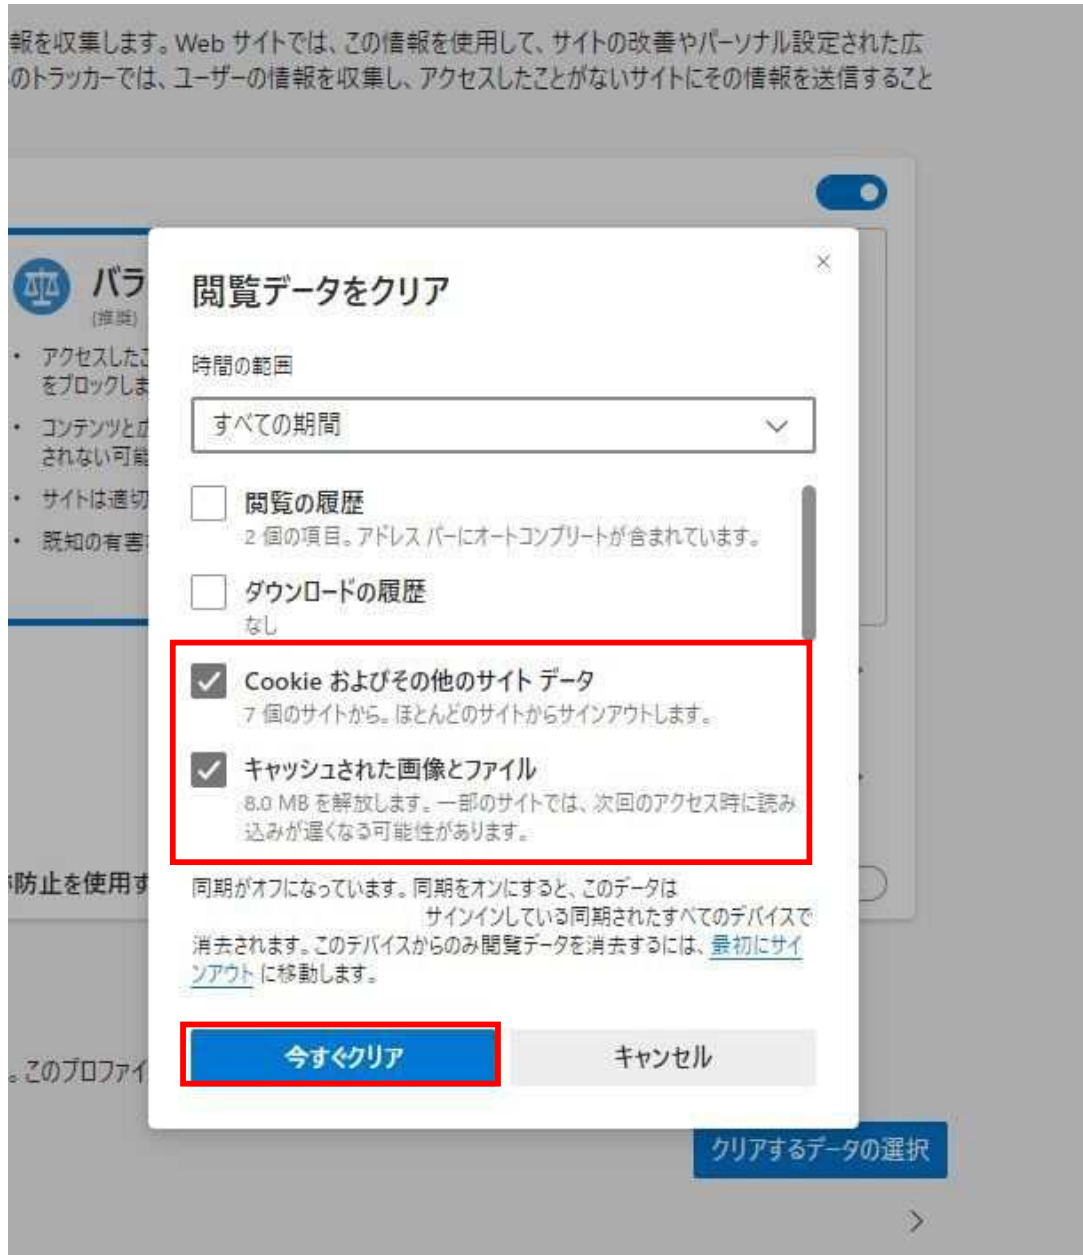 報を収集します。Web サイトでは、この情報を使用して、サイトの改善やパーソナル設定された広
のトラッカーでは、ユーザーの情報を収集し、アクセスしたことがないサイトにその情報を送信すること
バラ
(推奨)
・ アクセスしたこ
をブロックしま
・ コンテンツと広
されない可能
・ サイトは適切
・ 既知の有害
閲覧データをクリア
時間の範囲
すべての期間
閲覧の履歴
2 個の項目。アドレス バーにオートコンプリートが含まれています。
ダウンロードの履歴
なし
Cookie およびその他のサイト データ
7 個のサイトから。ほとんどのサイトからサインアウトします。
キャッシュされた画像とファイル
8.0 MB を解放します。一部のサイトでは、次回のアクセス時に読み
込みが遅くなる可能性があります。
防止を使用す
同期がオフになっています。同期をオンにすると、このデータは
サインインしている同期されたすべてのデバイスで
消去されます。このデバイスからのみ閲覧データを消去するには、最初にサイ
ンアウト に移動します。
今すぐクリア
キャンセル
。このプロファイ
クリアするデータの選択